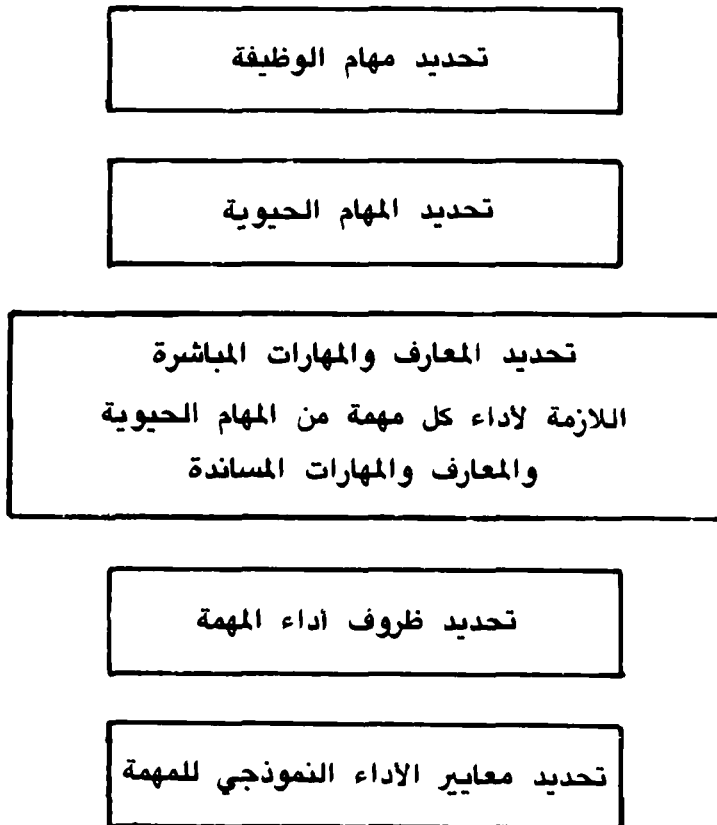 تحديد مهام الوظيفة
تحديد المهام الحيوية
تحديد المعارف والمهارات المباشرة
اللازمة لأداء كل مهمة من المهام الحيوية
والمعارف والمهارات المساندة
تحديد ظروف أداء المهمة
تحديد معايير الأداء النموذجي للمهمة